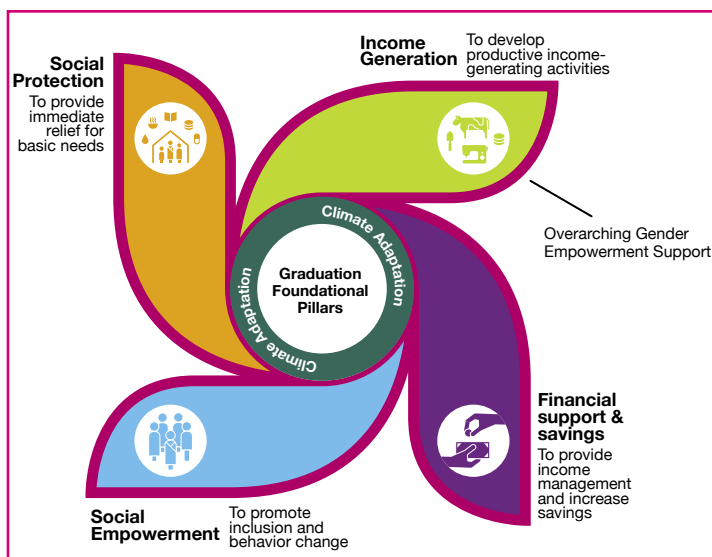 Social
Protection
To provide
immediate
relief for
basic needs
Income
Generation
To develop
productive income-
generating activities
Overarching Gender
Empowerment Support
Climate Adaptation
Graduation
Foundational
Pillars
Climate Adaptation
Financial
support &
savings
To provide
income
management
and increase
savings
Social
Empowerment
To promote
inclusion and
behavior change